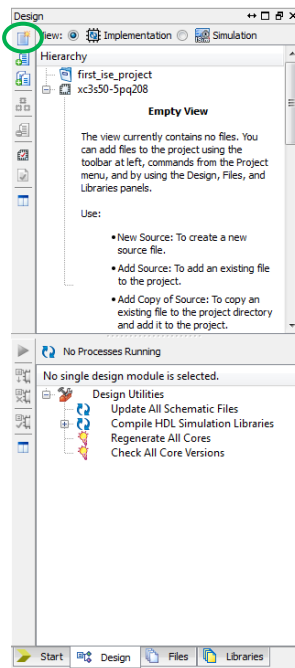 Design
View: Implementation Simulation
Hierarchy
first_ise_project
xc3s50-5pq208
Empty View
The view currently contains no files. You
can add files to the project using the
toolbar at left, commands from the Project
menu, and by using the Design, Files, and
Libraries panels.
Use:
• New Source: To create a new
source file.
• Add Source: To add an existing file
to the project.
• Add Copy of Source: To copy an
existing file to the project directory
and add it to the project.
No Processes Running
No single design module is selected.
Design Utilities
Update All Schematic Files
Compile HDL Simulation Libraries
Regenerate All Cores
Check All Core Versions
Start Design Files Libraries